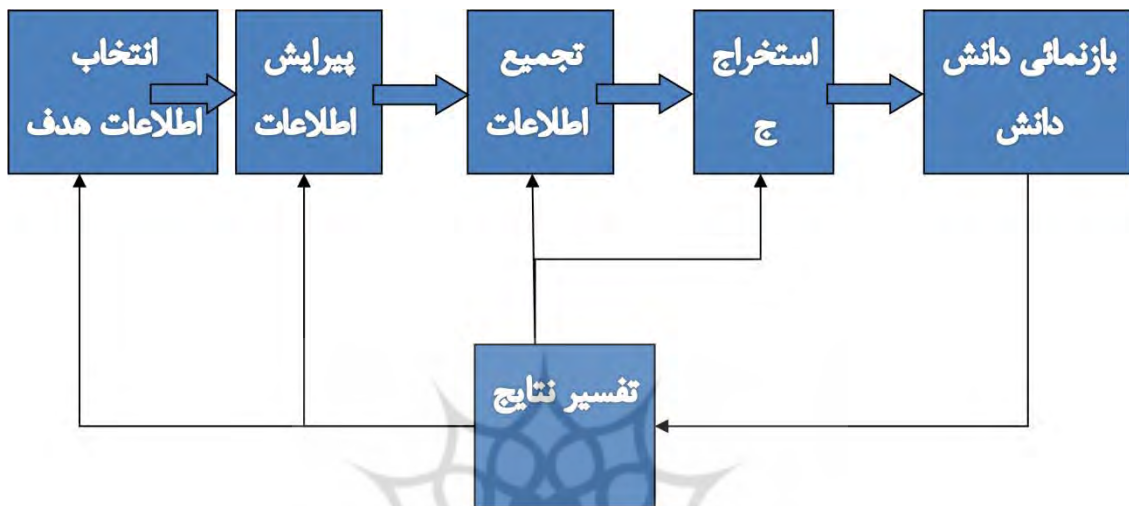 انتخاب
اطلاعات هدف
پیرایش
اطلاعات
تجمیع
اطلاعات
استخراج
ج
بازنمائی دانش
دانش
تفسیر نتایج